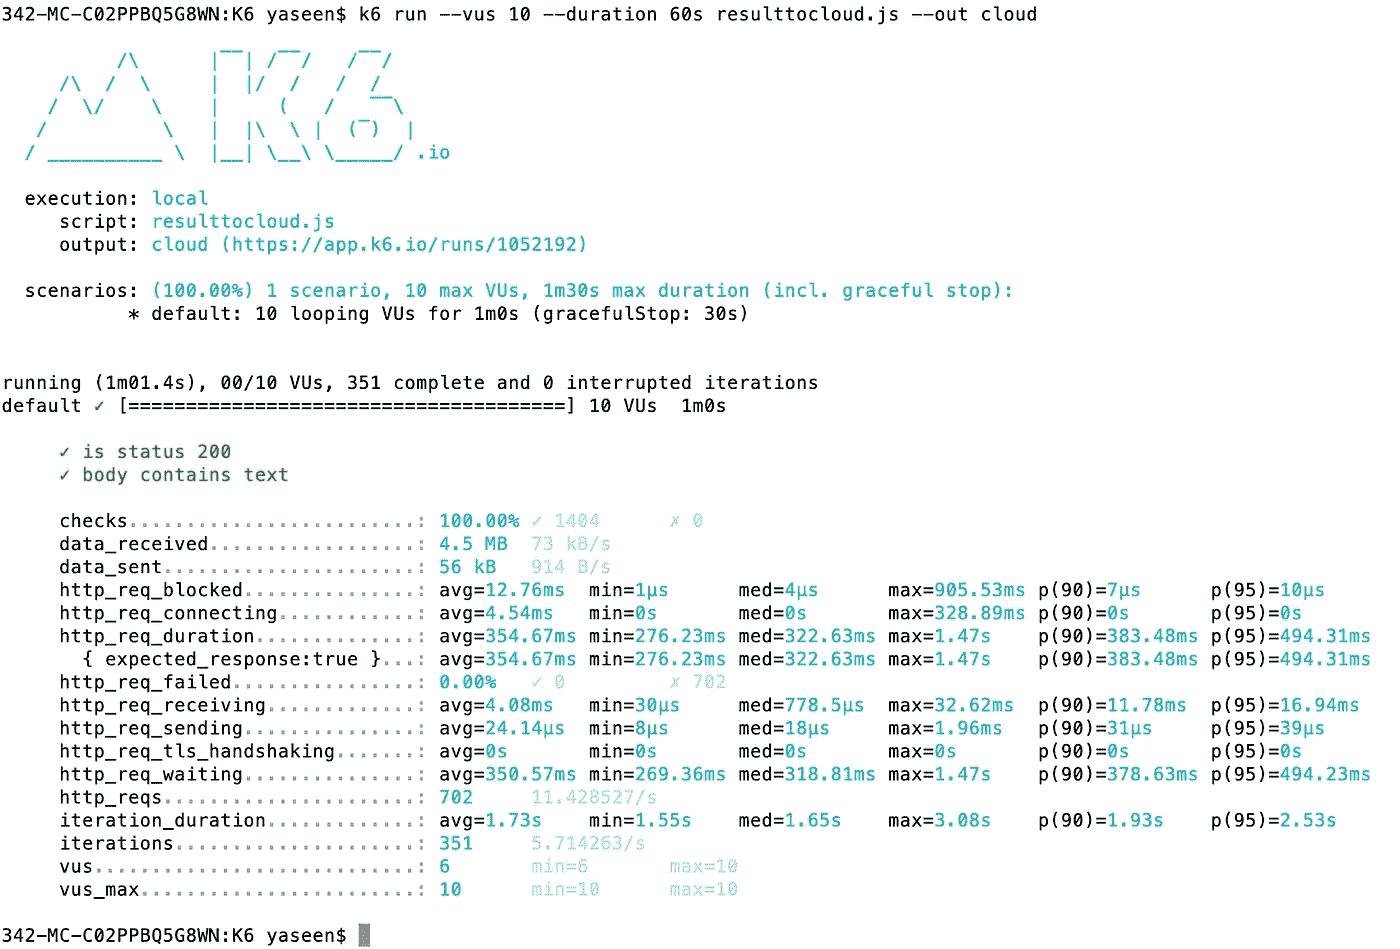 342-MC-C02PPBQ5G8WN:K6 yaseen$ k6 run --vus 10 --duration 60s resulttocloud.js --out cloud
          /\      |‾‾| /‾‾/   /‾‾/
     /\  /  \     |  |/  /   /  /
    /  \/    \    |     (   /   ‾‾\
   /          \   |  |\  \ |  (‾)  |
  / __________ \  |__| \__\ \_____/ .io
execution: local
script: resulttocloud.js
output: cloud (https://app.k6.io/runs/1052192)
scenarios: (100.00%) 1 scenario, 10 max VUs, 1m30s max duration (incl. graceful stop):
* default: 10 looping VUs for 1m0s (gracefulStop: 30s)
running (1m01.4s), 00/10 VUs, 351 complete and 0 interrupted iterations
default ✓ [======================================] 10 VUs  1m0s
✓ is status 200
✓ body contains text
checks.........................: 100.00% ✓ 1404      ✗ 0
data_received..................: 4.5 MB  73 kB/s
data_sent......................: 56 kB   914 B/s
http_req_blocked...............: avg=12.76ms  min=1µs      med=4µs      max=905.53ms p(90)=7µs      p(95)=10µs
http_req_connecting............: avg=4.54ms   min=0s       med=0s       max=328.89ms p(90)=0s       p(95)=0s
http_req_duration..............: avg=354.67ms min=276.23ms med=322.63ms max=1.47s    p(90)=383.48ms p(95)=494.31ms
{ expected_response:true }...: avg=354.67ms min=276.23ms med=322.63ms max=1.47s    p(90)=383.48ms p(95)=494.31ms
http_req_failed................: 0.00%   ✓ 0         ✗ 702
http_req_receiving.............: avg=4.08ms   min=30µs     med=778.5µs  max=32.62ms  p(90)=11.78ms  p(95)=16.94ms
http_req_sending...............: avg=24.14µs  min=8µs      med=18µs     max=1.96ms   p(90)=31µs     p(95)=39µs
http_req_tls_handshaking.......: avg=0s       min=0s       med=0s       max=0s       p(90)=0s       p(95)=0s
http_req_waiting...............: avg=350.57ms min=269.36ms med=318.81ms max=1.47s    p(90)=378.63ms p(95)=494.23ms
http_reqs......................: 702     11.428527/s
iteration_duration.............: avg=1.73s    min=1.55s    med=1.65s    max=3.08s    p(90)=1.93s    p(95)=2.53s
iterations.....................: 351     5.714263/s
vus............................: 6       min=6       max=10
vus_max........................: 10      min=10      max=10
342-MC-C02PPBQ5G8WN:K6 yaseen$